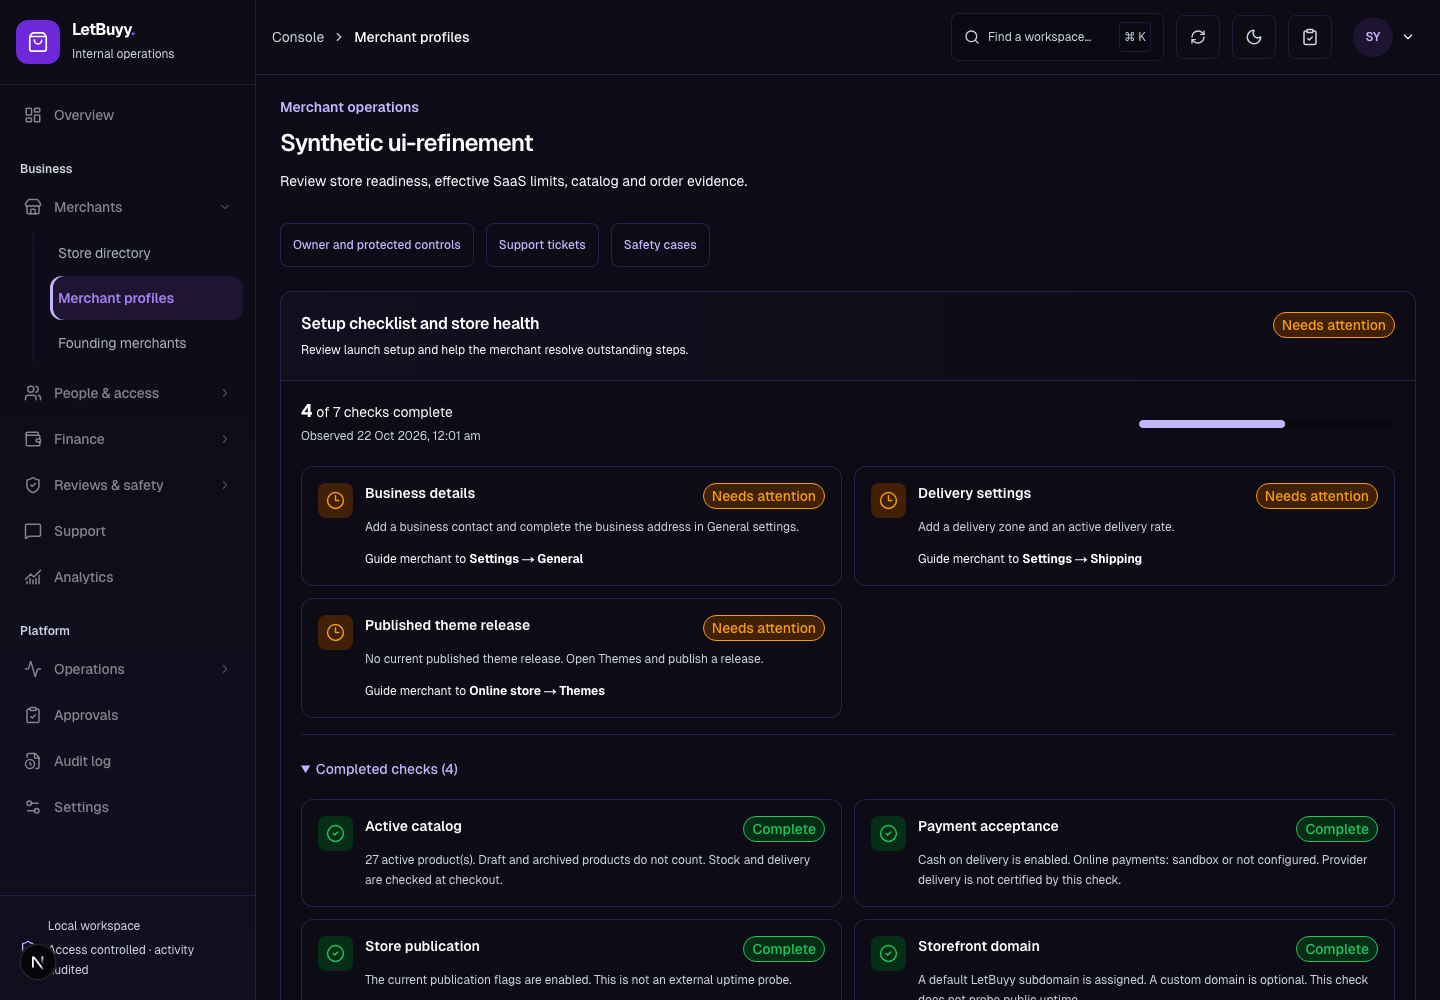 LetBuyy.
Internal operations
Console > Merchant profiles
Find a workspace...
⌘ K
SY
Overview
Business
Merchants
Store directory
Merchant profiles
Founding merchants
People & access
Finance
Reviews & safety
Support
Analytics
Platform
Operations
Approvals
Audit log
Settings
Local workspace
Access controlled · activity
audited
N
Merchant operations
Synthetic ui-refinement
Review store readiness, effective SaaS limits, catalog and order evidence.
Owner and protected controls
Support tickets
Safety cases
Setup checklist and store health
Needs attention
Review launch setup and help the merchant resolve outstanding steps.
4 of 7 checks complete
Observed 22 Oct 2026, 12:01 am
Business details
Needs attention
Add a business contact and complete the business address in General settings.
Guide merchant to Settings → General
Delivery settings
Needs attention
Add a delivery zone and an active delivery rate.
Guide merchant to Settings → Shipping
Published theme release
Needs attention
No current published theme release. Open Themes and publish a release.
Guide merchant to Online store → Themes
▼ Completed checks (4)
Active catalog
Complete
27 active product(s). Draft and archived products do not count. Stock and delivery
are checked at checkout.
Payment acceptance
Complete
Cash on delivery is enabled. Online payments: sandbox or not configured. Provider
delivery is not certified by this check.
Store publication
Complete
The current publication flags are enabled. This is not an external uptime probe.
Storefront domain
Complete
A default LetBuyy subdomain is assigned. A custom domain is optional. This check
does not probe public uptime.